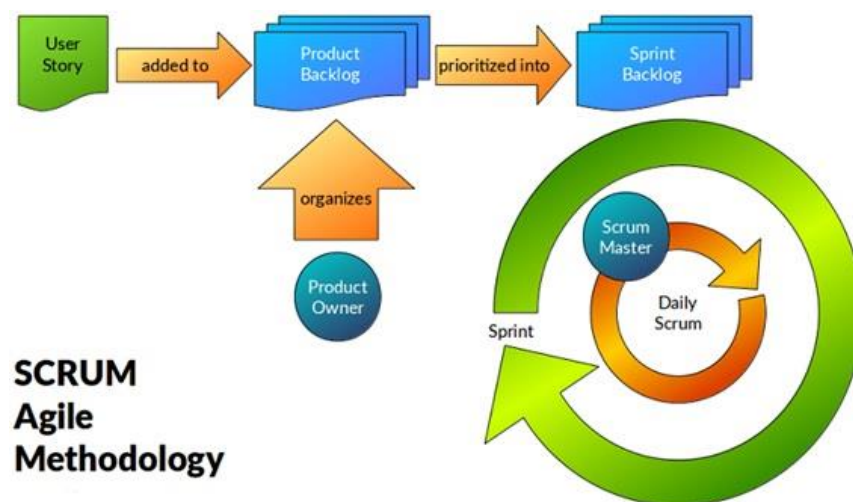 User
Story
added to
Product
Backlog
prioritized into
Sprint
Backlog
organizes
Product
Owner
Scrum
Master
Daily
Scrum
Sprint
SCRUM
Agile
Methodology